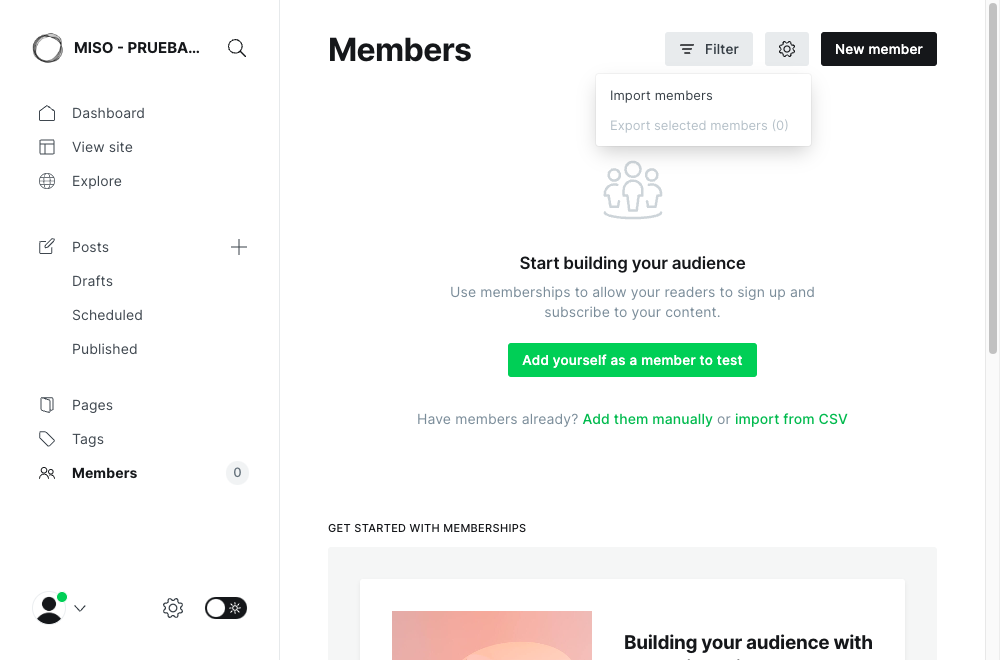 MISO - PRUEBA...
Dashboard
View site
Explore
Posts
Drafts
Scheduled
Published
Pages
Tags
Members 0
Members
Filter
New member
Import members
Export selected members (0)
Start building your audience
Use memberships to allow your readers to sign up and
subscribe to your content.
Add yourself as a member to test
Have members already? Add them manually or import from CSV
GET STARTED WITH MEMBERSHIPS
Building your audience with